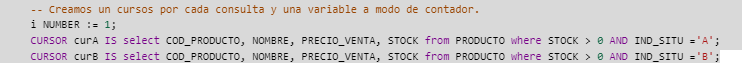 -- Creamos un cursos por cada consulta y una variable a modo de contador.
i NUMBER := 1;
CURSOR curA IS select COD_PRODUCTO, NOMBRE, PRECIO_VENTA, STOCK from PRODUCTO where STOCK > 0 AND IND_SITU ='A';
CURSOR curB IS select COD_PRODUCTO, NOMBRE, PRECIO_VENTA, STOCK from PRODUCTO where STOCK > 0 AND IND_SITU ='B';